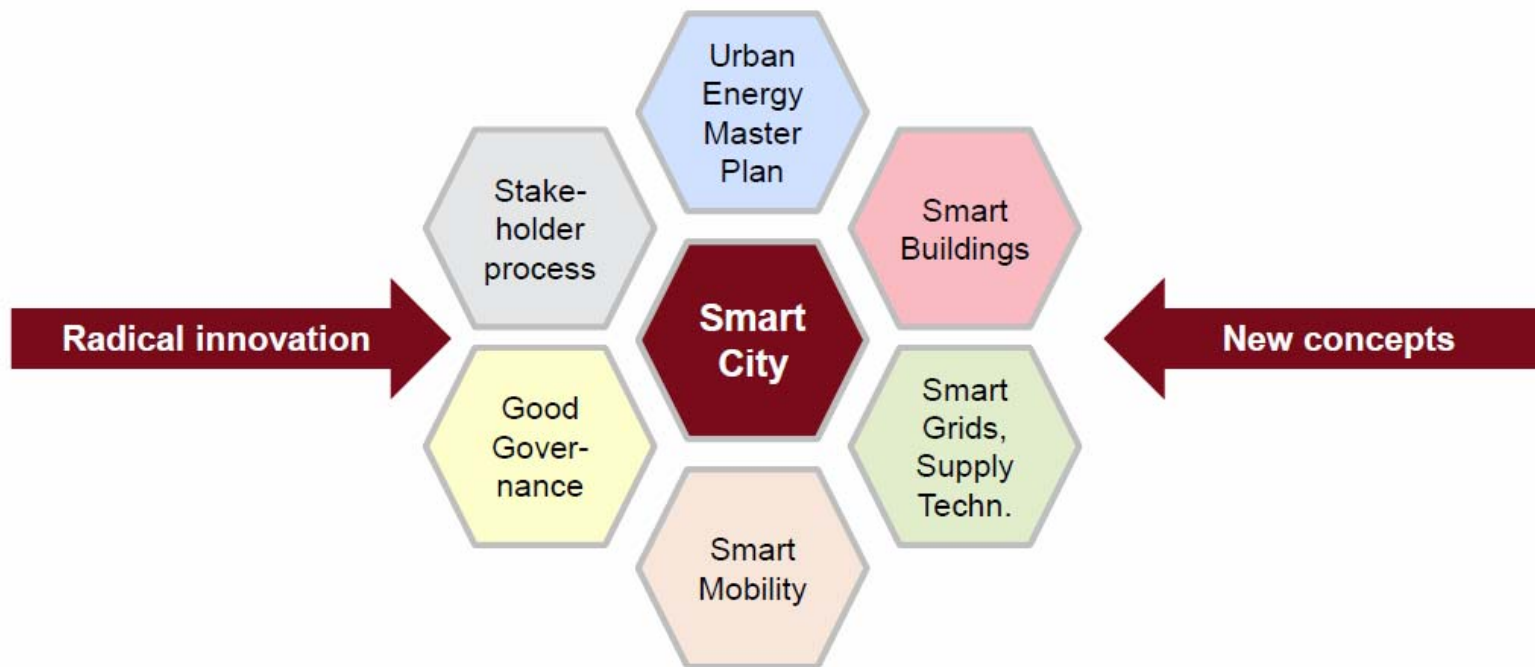 Urban
Energy
Master
Plan
Stake-
holder
process
Smart
Buildings
Radical innovation
Smart
City
New concepts
Good
Gover-
nance
Smart
Grids,
Supply
Techn.
Smart
Mobility